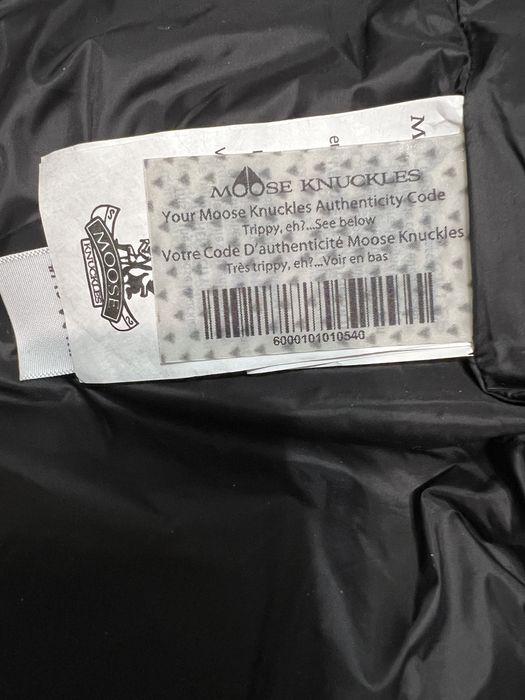 MOOSE KNUCKLES
Your Moose Knuckles Authenticity Code
Trippy, eh?...See below
Votre Code D'authenticité Moose Knuckles
Très trippy, eh?...Voir en bas
6000101010540
MOOSE
KNUCKLES